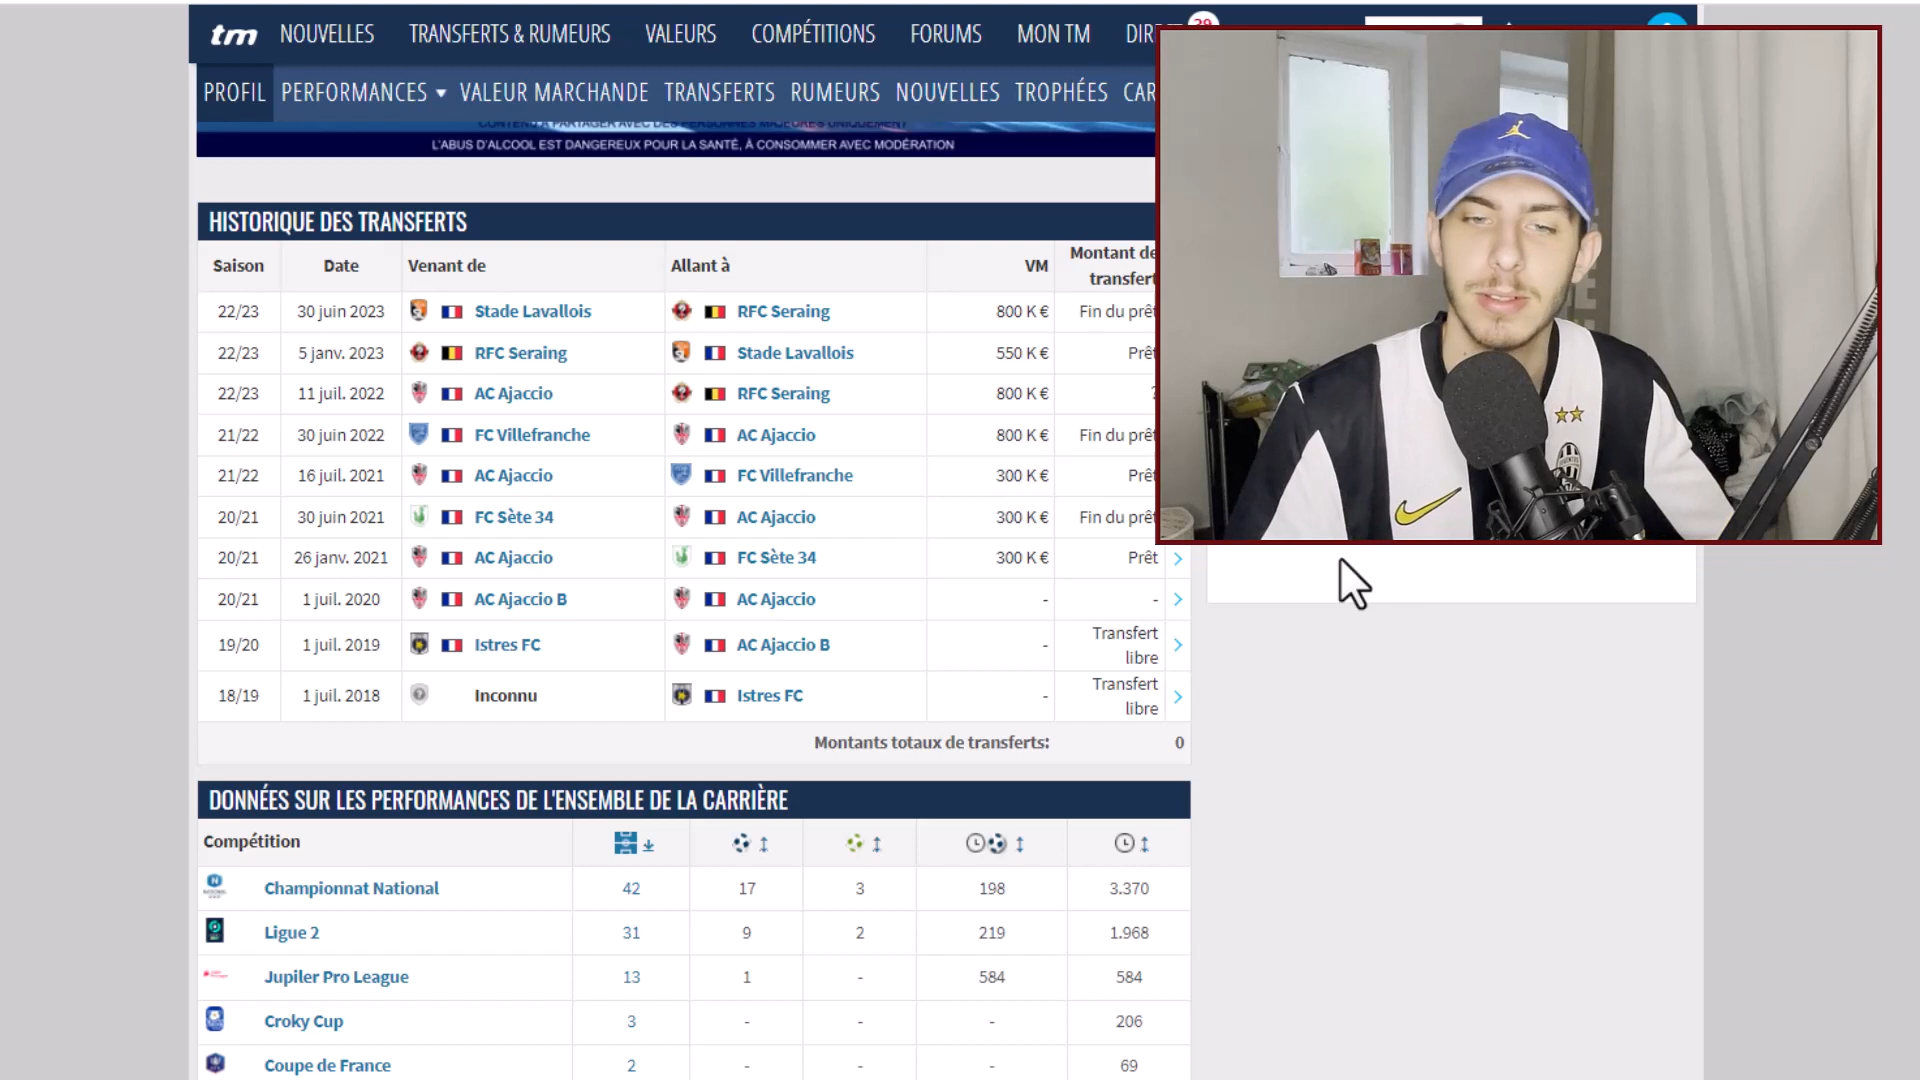 tm NOUVELLES TRANSFERTS & RUMEURS VALEURS COMPÉTITIONS FORUMS MON TM
PROFIL PERFORMANCES VALEUR MARCHANDE TRANSFERTS RUMEURS NOUVELLES TROPHÉES
CONTENU À PARTAGER AVEC DES PERSONNES MAJEURES UNIQUEMENT
L'ABUS D'ALCOOL EST DANGEREUX POUR LA SANTÉ, À CONSOMMER AVEC MODÉRATION
HISTORIQUE DES TRANSFERTS
Saison Date Venant de Allant à VM Montant de transfert
22/23 30 juin 2023 Stade Lavallois RFC Seraing 800 K € Fin du prêt
22/23 5 janv. 2023 RFC Seraing Stade Lavallois 550 K € Prêt
22/23 11 juil. 2022 AC Ajaccio RFC Seraing 800 K € ?
21/22 30 juin 2022 FC Villefranche AC Ajaccio 800 K € Fin du prêt
21/22 16 juil. 2021 AC Ajaccio FC Villefranche 300 K € Prêt
20/21 30 juin 2021 FC Sète 34 AC Ajaccio 300 K € Fin du prêt
20/21 26 janv. 2021 AC Ajaccio FC Sète 34 300 K € Prêt
20/21 1 juil. 2020 AC Ajaccio B AC Ajaccio - -
19/20 1 juil. 2019 Istres FC AC Ajaccio B - Transfert libre
18/19 1 juil. 2018 Inconnu Istres FC - Transfert libre
Montants totaux de transferts: 0
DONNÉES SUR LES PERFORMANCES DE L'ENSEMBLE DE LA CARRIÈRE
Compétition
Championnat National 42 17 3 198 3.370
Ligue 2 31 9 2 219 1.968
Jupiler Pro League 13 1 - 584 584
Croky Cup 3 - - - 206
Coupe de France 2 - - - 69